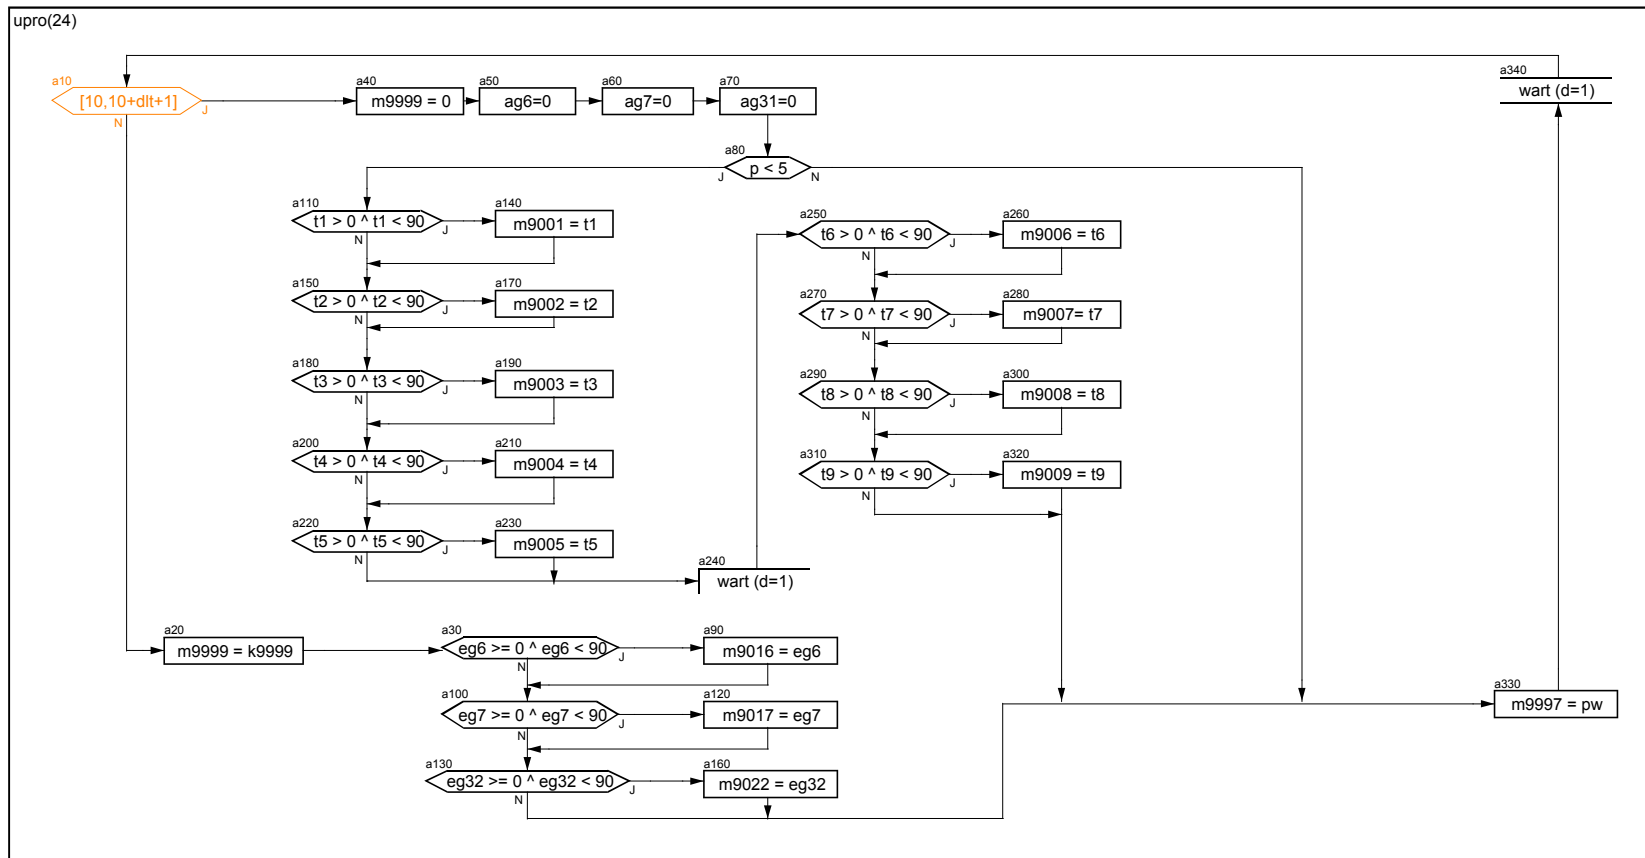 upro(24)
a10
[10,10+dlt+1]
J
N
a40
m9999 = 0
a50
ag6=0
a60
ag7=0
a70
ag31=0
a340
wart (d=1)
a80
p < 5
J
N
a110
t1 > 0 ^ t1 < 90
J
N
a140
m9001 = t1
a150
t2 > 0 ^ t2 < 90
J
N
a170
m9002 = t2
a180
t3 > 0 ^ t3 < 90
J
N
a190
m9003 = t3
a200
t4 > 0 ^ t4 < 90
J
N
a210
m9004 = t4
a220
t5 > 0 ^ t5 < 90
J
N
a230
m9005 = t5
a240
wart (d=1)
a250
t6 > 0 ^ t6 < 90
J
N
a260
m9006 = t6
a270
t7 > 0 ^ t7 < 90
J
N
a280
m9007= t7
a290
t8 > 0 ^ t8 < 90
J
N
a300
m9008 = t8
a310
t9 > 0 ^ t9 < 90
J
N
a320
m9009 = t9
a20
m9999 = k9999
a30
eg6 >= 0 ^ eg6 < 90
J
N
a90
m9016 = eg6
a100
eg7 >= 0 ^ eg7 < 90
J
N
a120
m9017 = eg7
a130
eg32 >= 0 ^ eg32 < 90
J
N
a160
m9022 = eg32
a330
m9997 = pw